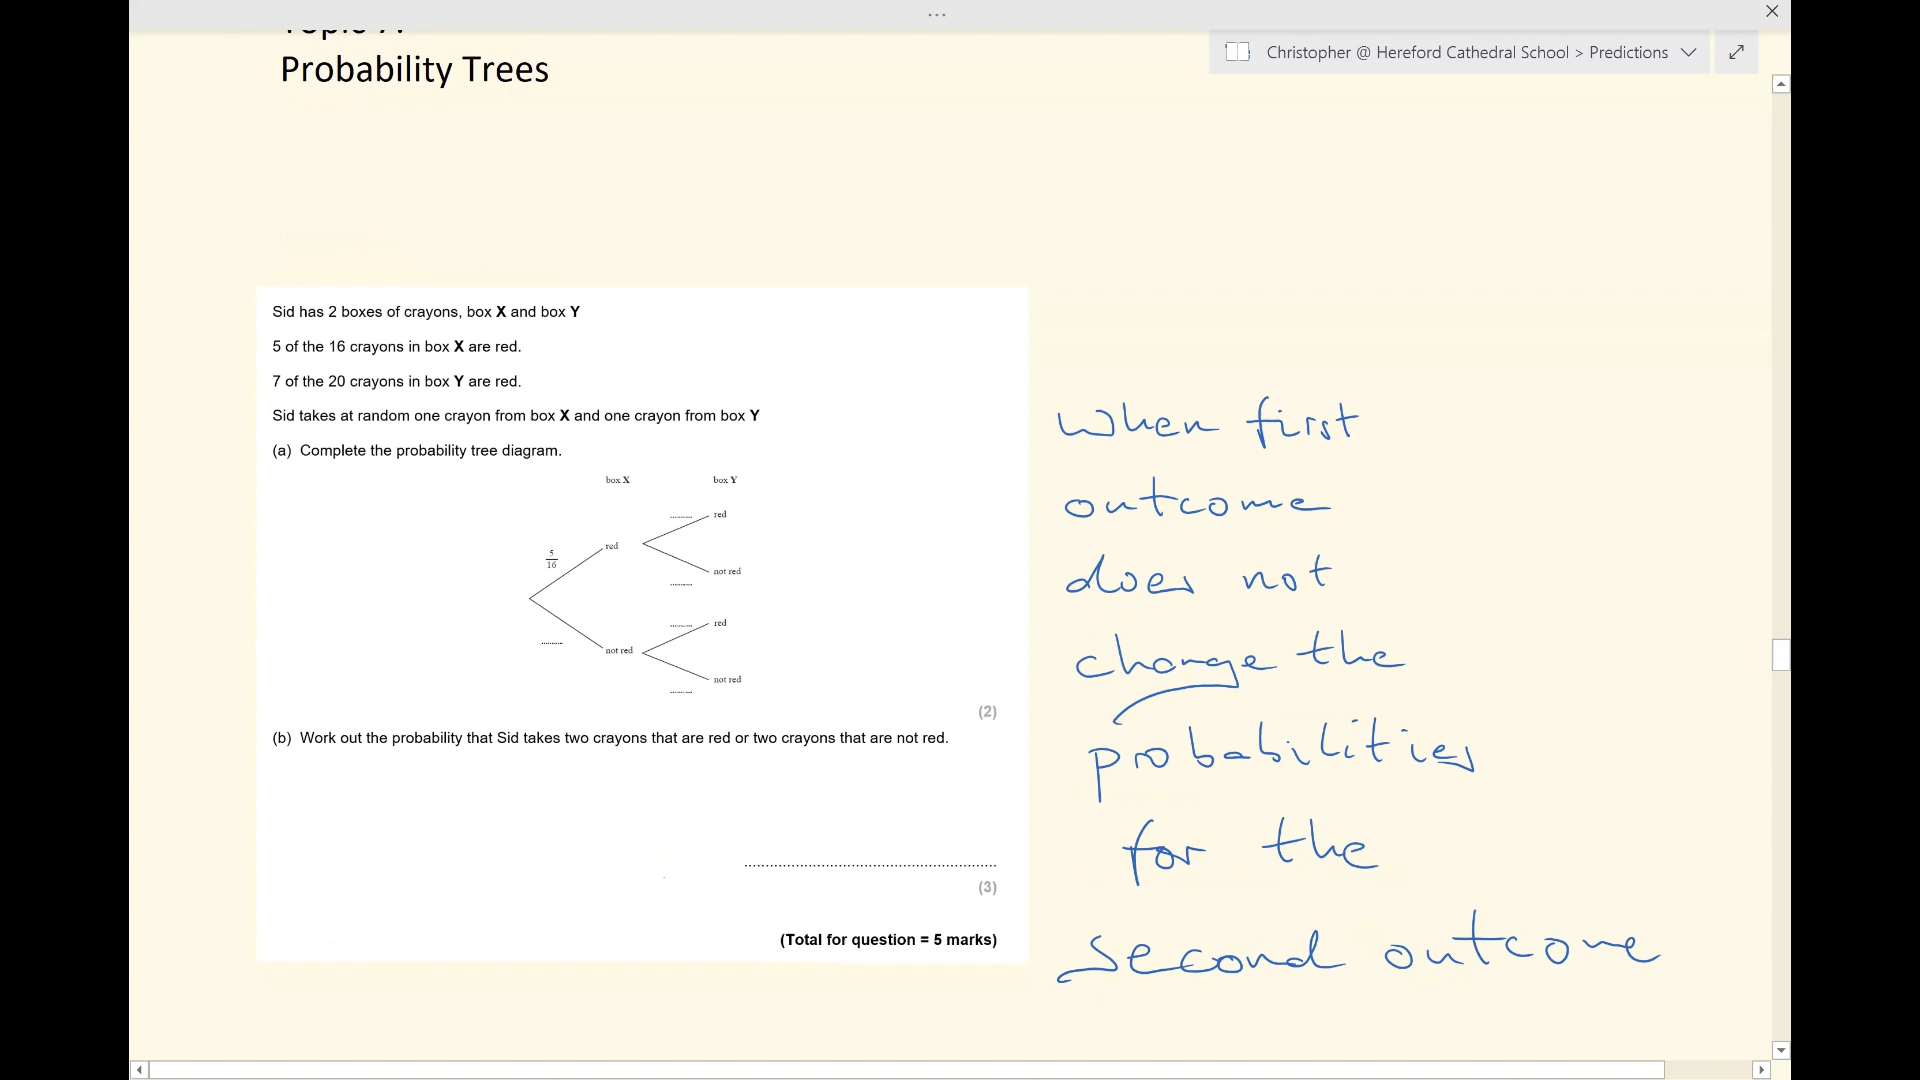 Probability Trees
Christopher @ Hereford Cathedral School > Predictions
Sid has 2 boxes of crayons, box X and box Y
5 of the 16 crayons in box X are red.
7 of the 20 crayons in box Y are red.
Sid takes at random one crayon from box X and one crayon from box Y
(a) Complete the probability tree diagram.
box X box Y
red
red
5
16
not red
red
not red
not red
(2)
(b) Work out the probability that Sid takes two crayons that are red or two crayons that are not red.
(3)
(Total for question = 5 marks)
When first
outcome
does not
change the
probabilities
for the
second outcome